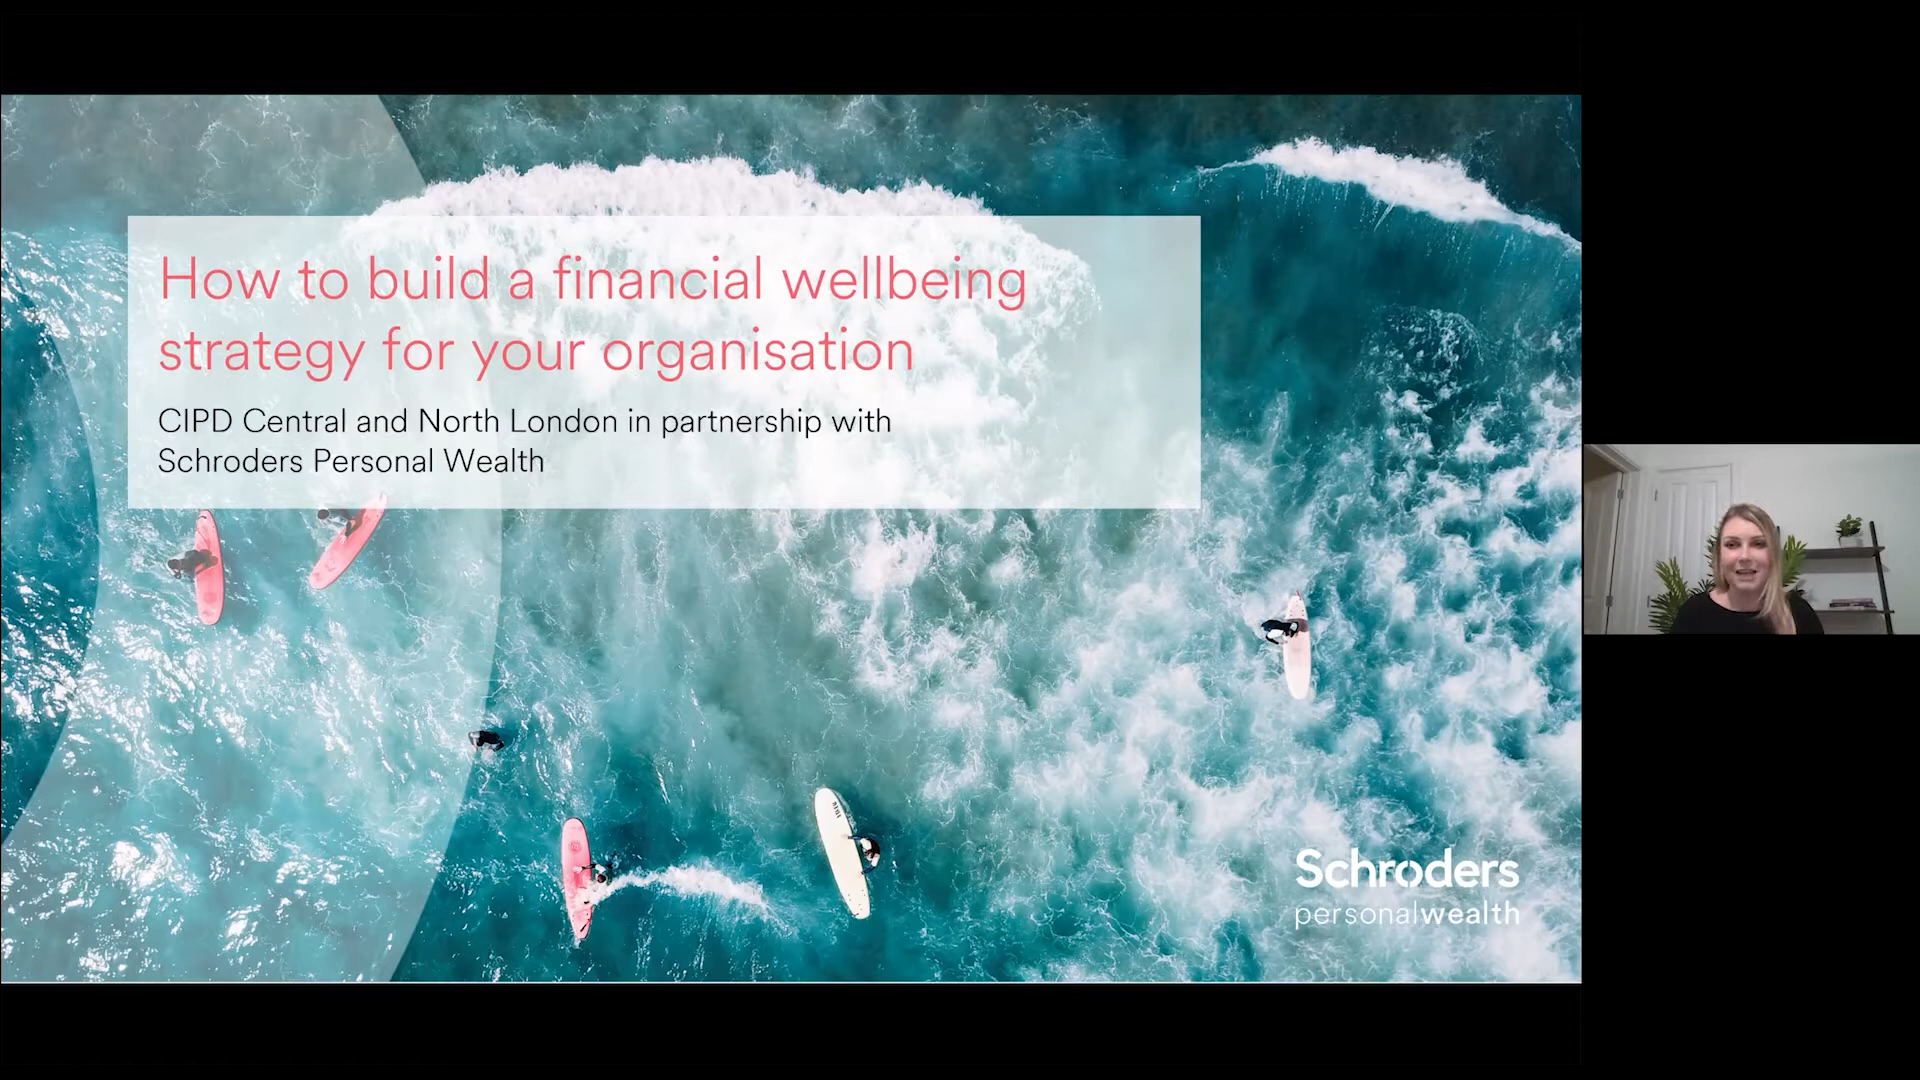 How to build a financial wellbeing
strategy for your organisation
CIPD Central and North London in partnership with
Schroders Personal Wealth
Schroders
personalwealth